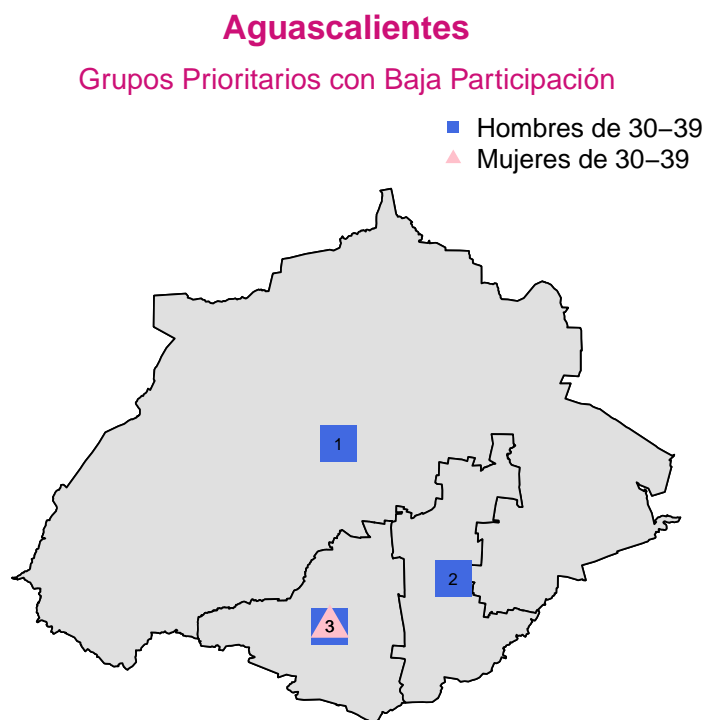 Aguascalientes
Grupos Prioritarios con Baja Participación
Hombres de 30−39
Mujeres de 30−39
1
2
3